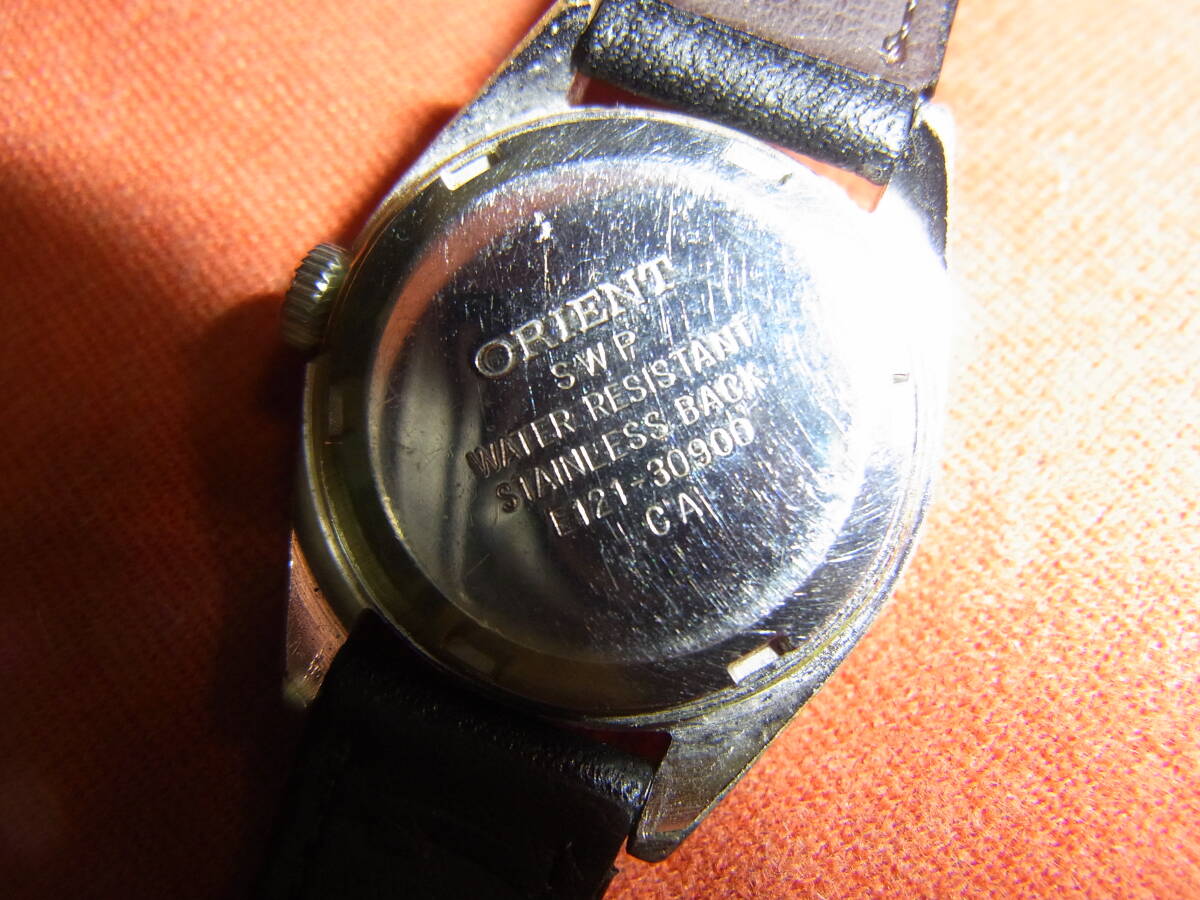 ORIENT
SWP
WATER RESISTANT
STAINLESS BACK
E121-30900
CA